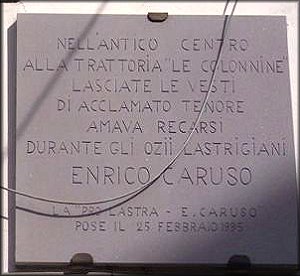 NELL'ANTICO CENTRO
ALLA TRATTORIA "LE COLONNINE"
LASCIATE LE VESTI
DI ACCLAMATO TENORE
AMAVA RECARSI
DURANTE GLI OZII LASTRIGIANI
ENRICO CARUSO
LA "PRO LASTRA - E. CARUSO"
POSE IL 25 FEBBRAIO 1995